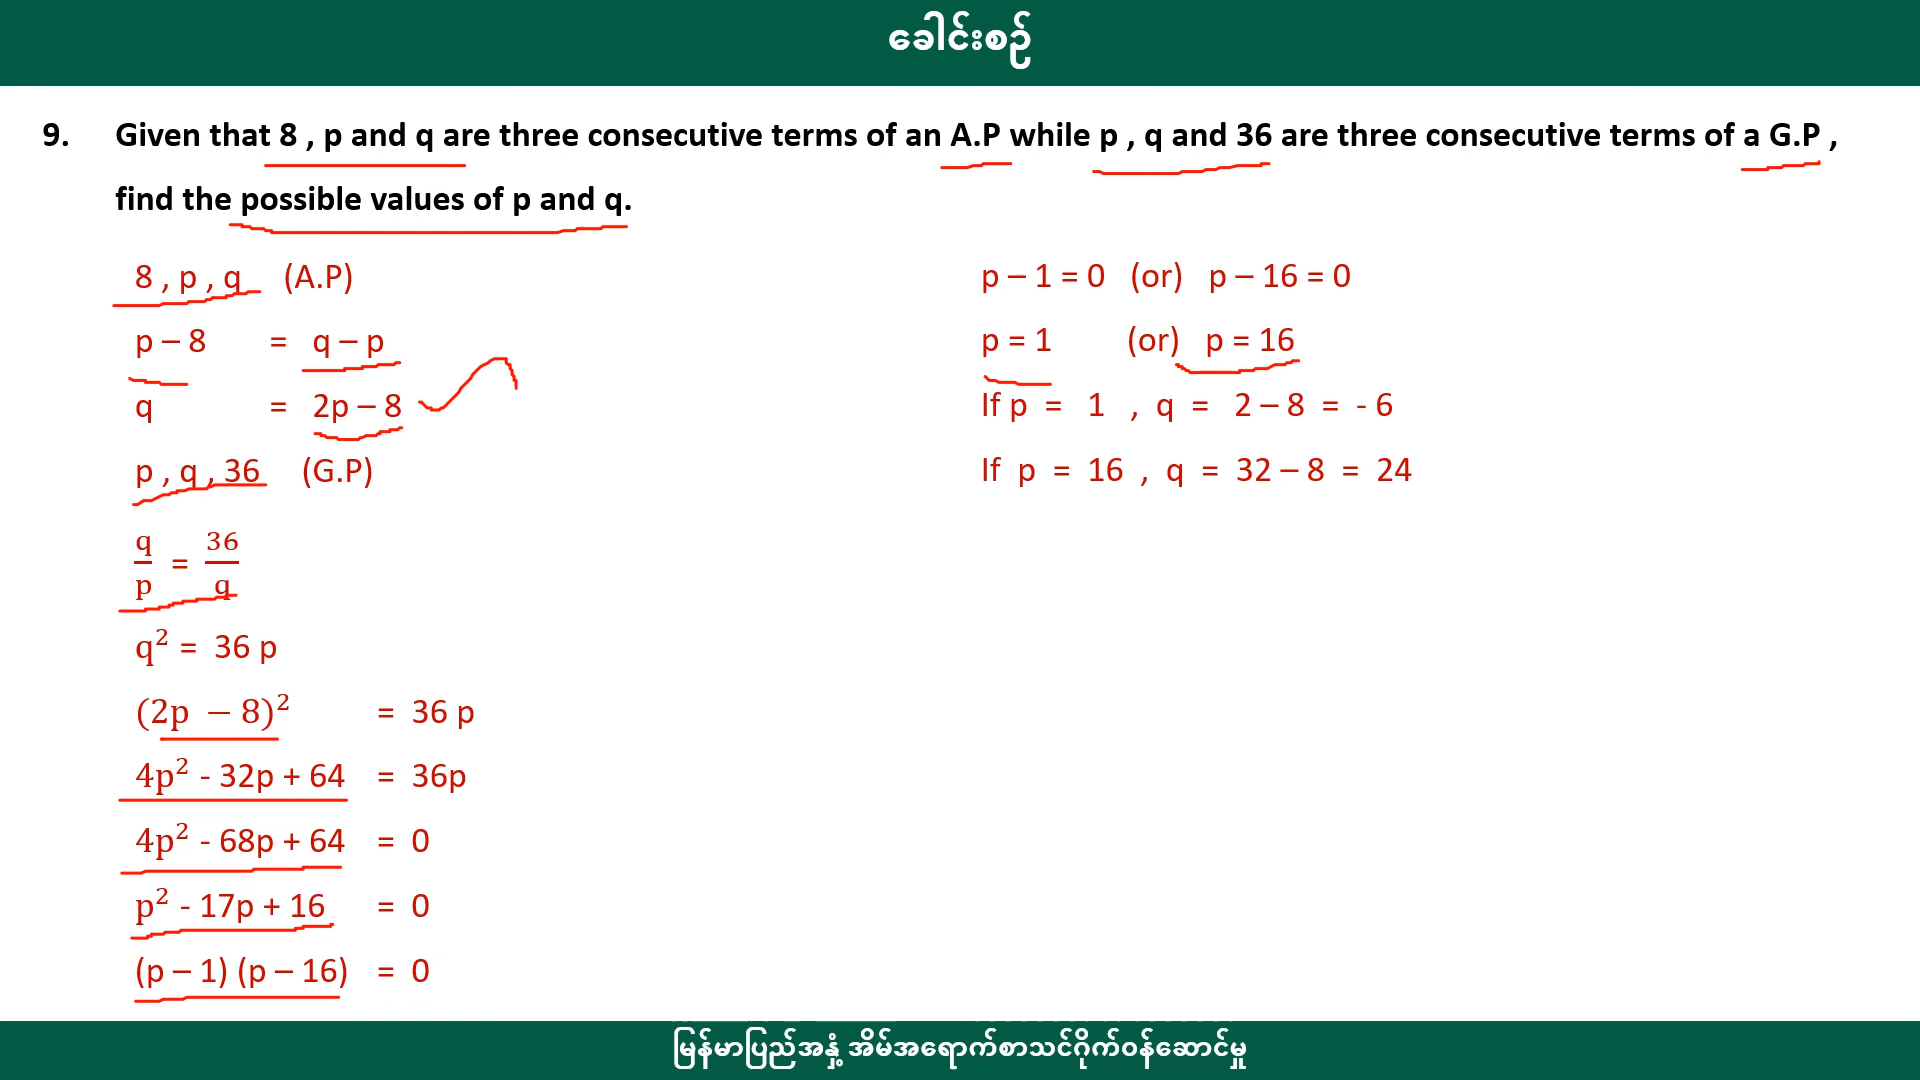 ခေါင်းစဉ်
9. Given that 8 , p and q are three consecutive terms of an A.P while p , q and 36 are three consecutive terms of a G.P ,
find the possible values of p and q.
8 , p , q (A.P)
p – 8 = q – p
q = 2p – 8
p , q , 36 (G.P)
q/p = 36/q
q² = 36 p
(2p – 8)² = 36 p
4p² - 32p + 64 = 36p
4p² - 68p + 64 = 0
p² - 17p + 16 = 0
(p – 1) (p – 16) = 0
p – 1 = 0 (or) p – 16 = 0
p = 1 (or) p = 16
If p = 1 , q = 2 – 8 = - 6
If p = 16 , q = 32 – 8 = 24
မြန်မာပြည်အနှံ့ အိမ်အရောက်စာသင်ဂိုက်ဝန်ဆောင်မှု